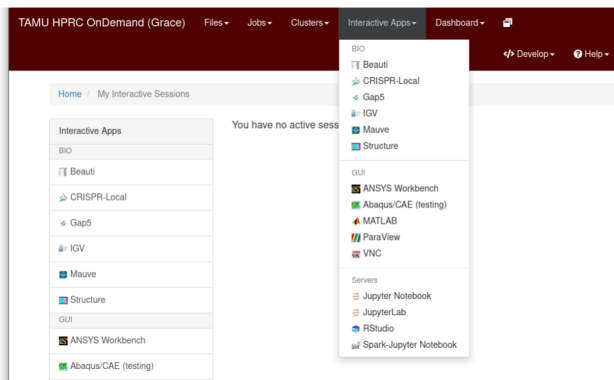 TAMU HPRC OnDemand (Grace) Files Jobs Clusters Interactive Apps Dashboard
</> Develop Help
Home / My Interactive Sessions
Interactive Apps
BIO
Beauti
CRISPR-Local
Gap5
IGV
Mauve
Structure
GUI
ANSYS Workbench
Abaqus/CAE (testing)
You have no active sess
BIO
Beauti
CRISPR-Local
Gap5
IGV
Mauve
Structure
GUI
ANSYS Workbench
Abaqus/CAE (testing)
MATLAB
ParaView
VNC
Servers
Jupyter Notebook
JupyterLab
RStudio
Spark-Jupyter Notebook